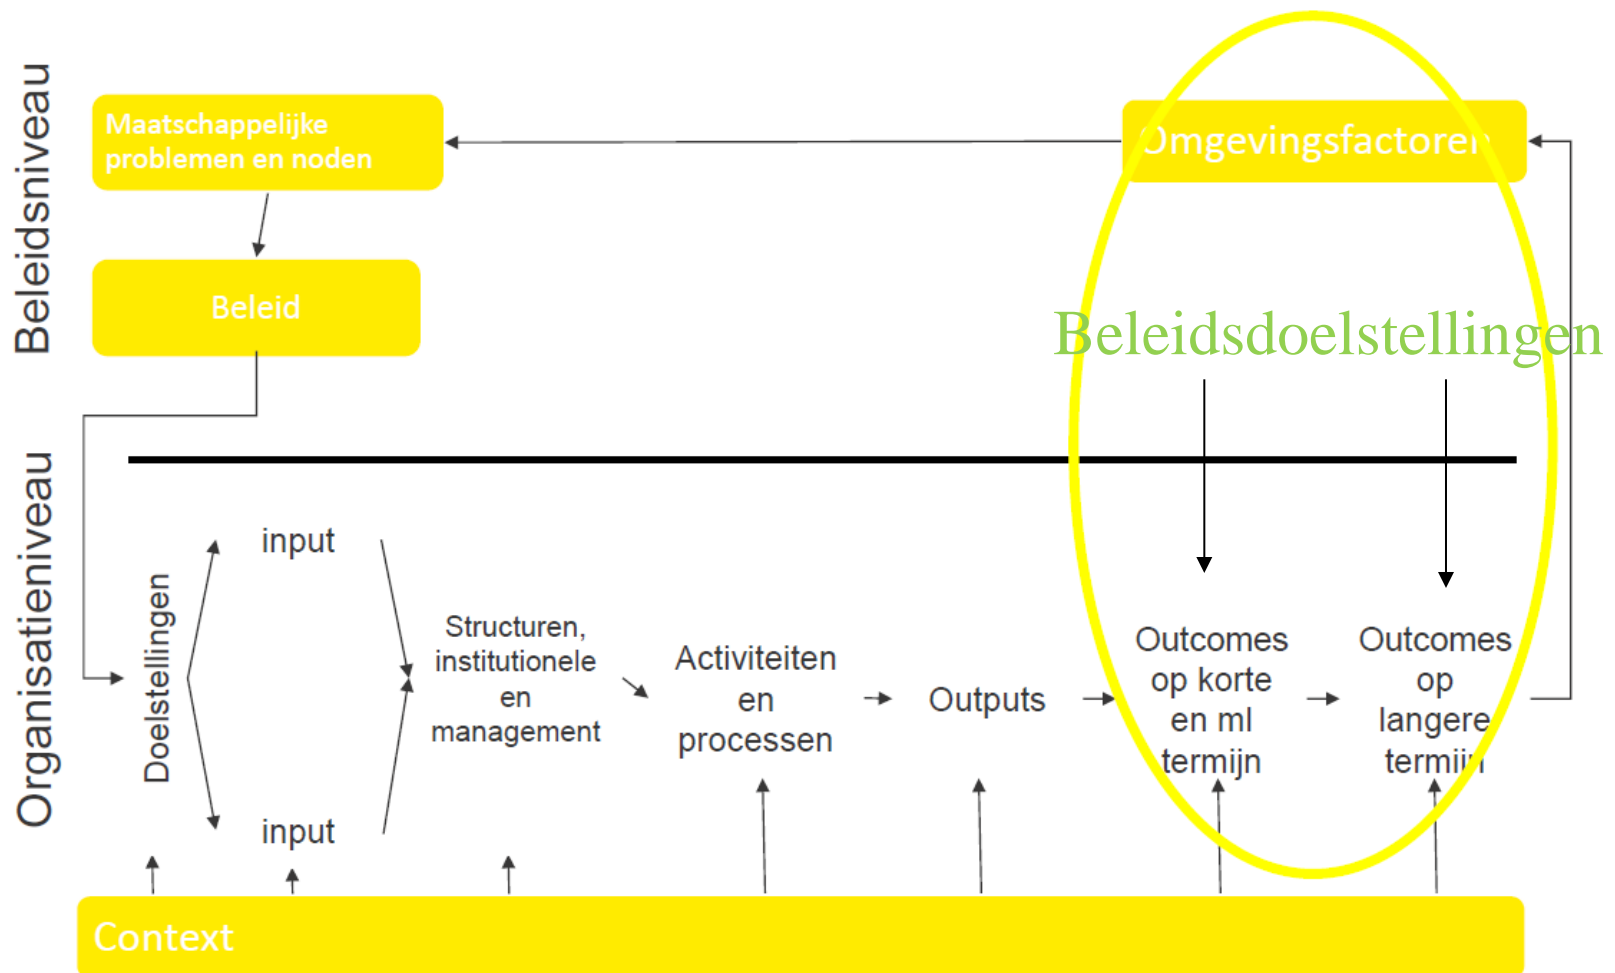 Beleidsniveau
Maatschappelijke
problemen en noden
Omgevingsfactoren
Beleid
Beleidsdoelstellingen
Organisatieniveau
Doelstellingen
input
input
Structuren,
institutionele
en
management
Activiteiten
en
processen
Outputs
Outcomes
op korte
en ml
termijn
Outcomes
op
langere
termijn
Context